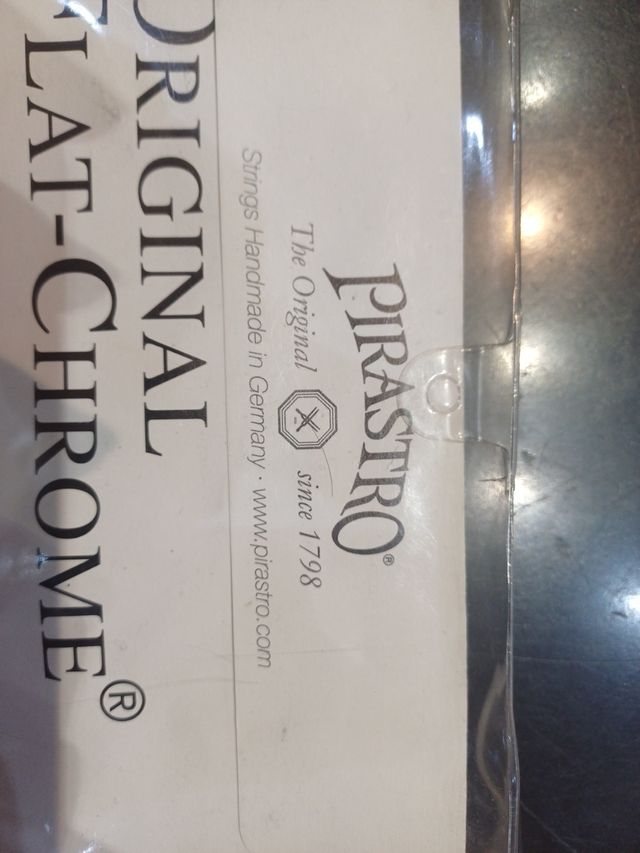 PIRASTRO®
The Original since 1798
Strings Handmade in Germany · www.pirastro.com
ORIGINAL
FLAT-CHROME®